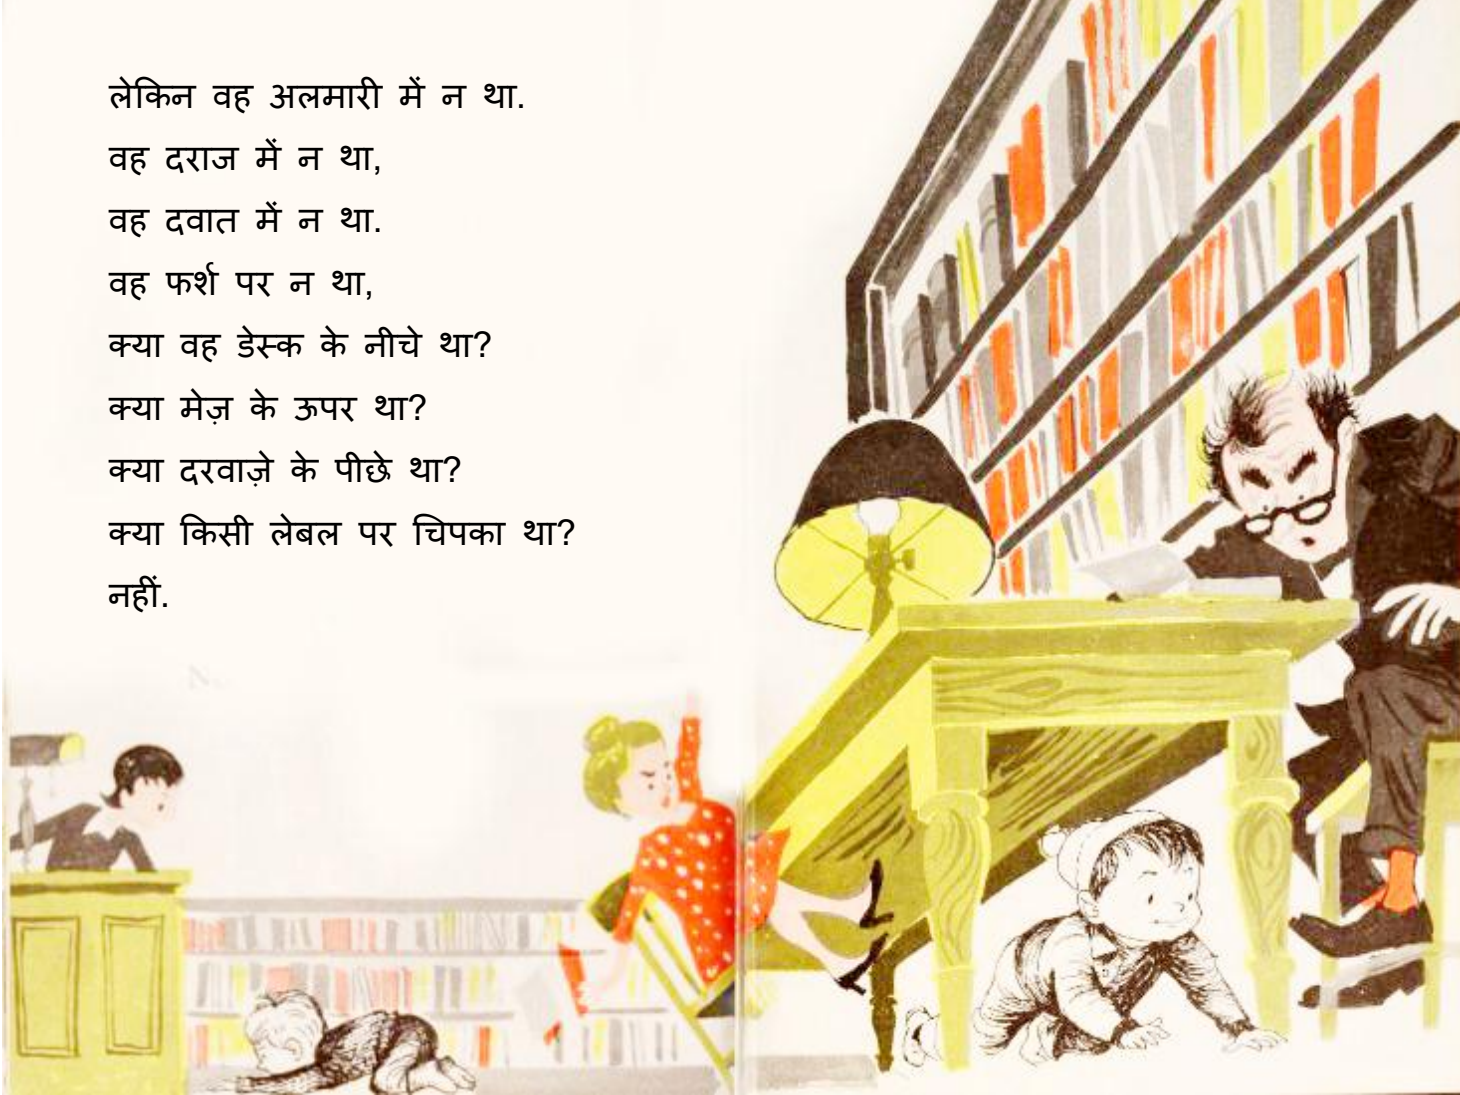 लेकिन वह अलमारी में न था.
वह दराज में न था,
वह दवात में न था.
वह फर्श पर न था,
क्या वह डेस्क के नीचे था?
क्या मेज़ के ऊपर था?
क्या दरवाज़े के पीछे था?
क्या किसी लेबल पर चिपका था?
नहीं.